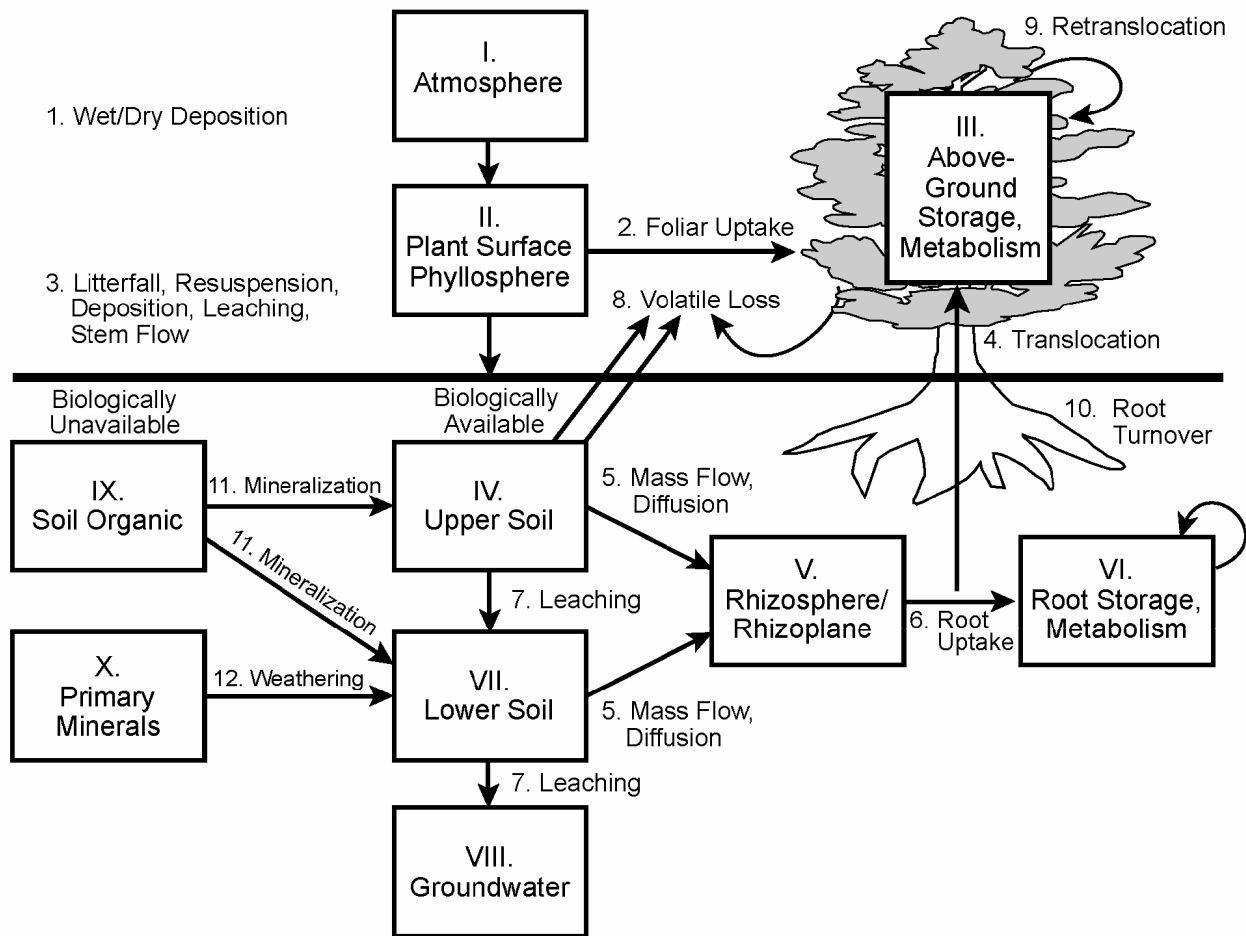 9. Retranslocation
I.
Atmosphere
1. Wet/Dry Deposition
III.
Above-
Ground
Storage,
Metabolism
II.
Plant Surface
Phyllosphere
2. Foliar Uptake
3. Litterfall, Resuspension,
Deposition, Leaching,
Stem Flow
8. Volatile Loss
4. Translocation
Biologically
Unavailable
Biologically
Available
10. Root
Turnover
IX.
Soil Organic
11. Mineralization
IV.
Upper Soil
5. Mass Flow,
Diffusion
11. Mineralization
7. Leaching
V.
Rhizosphere/
Rhizoplane
6. Root
Uptake
VI.
Root Storage,
Metabolism
X.
Primary
Minerals
12. Weathering
VII.
Lower Soil
5. Mass Flow,
Diffusion
7. Leaching
VIII.
Groundwater